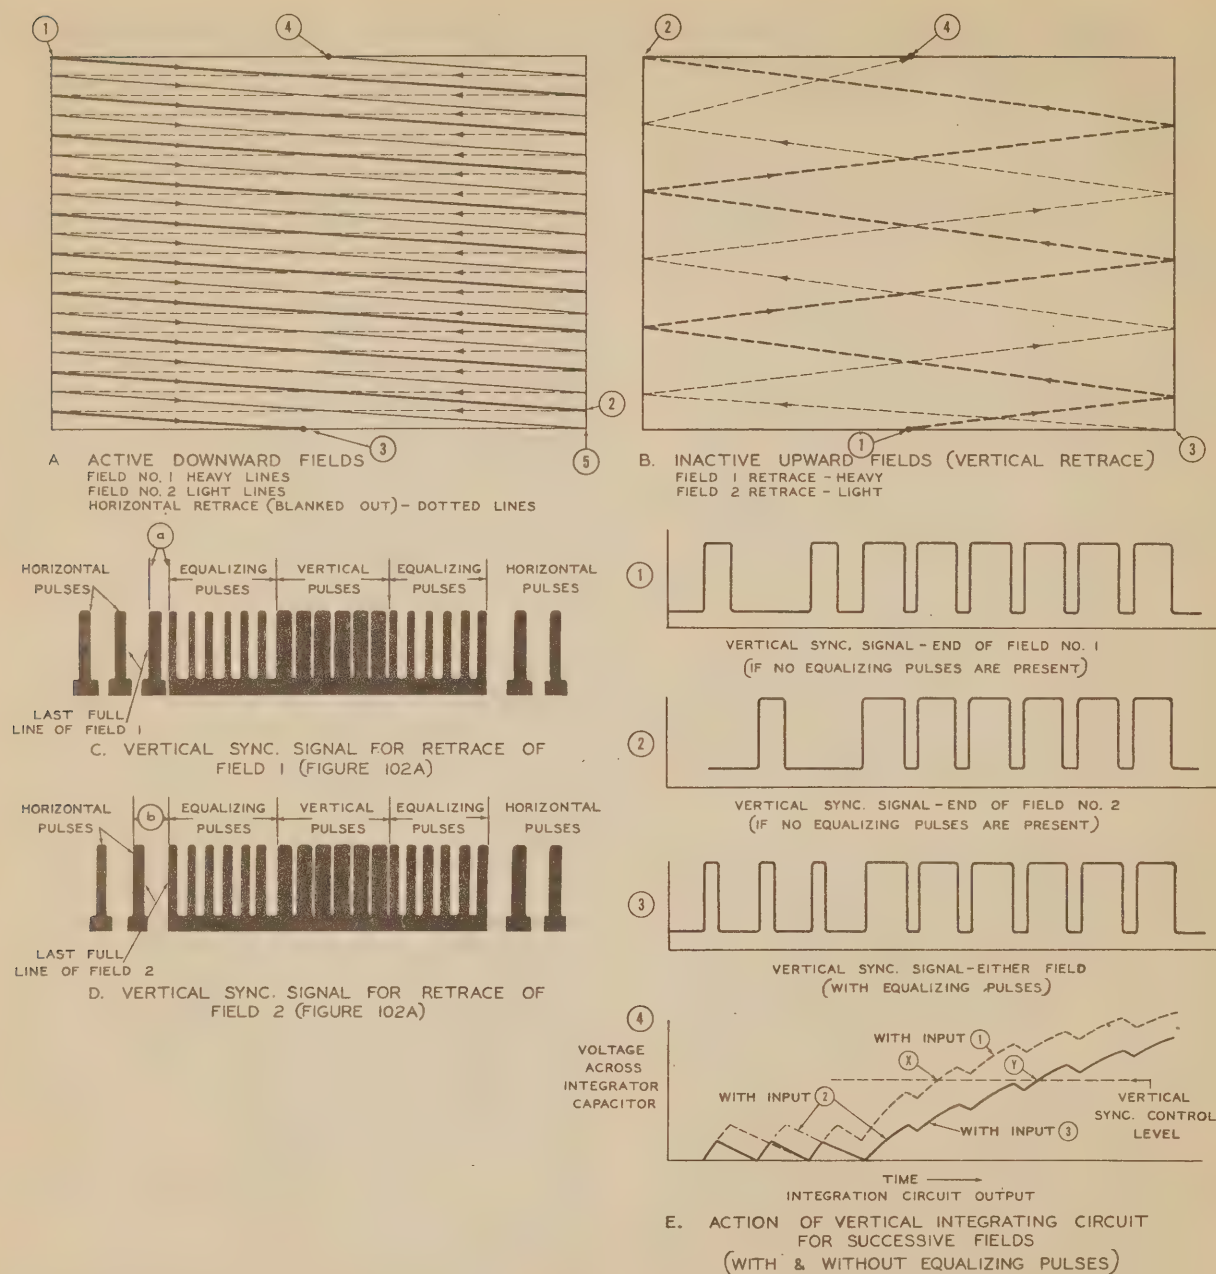 1
4
2
3
5
A ACTIVE DOWNWARD FIELDS
FIELD NO. 1 HEAVY LINES
FIELD NO. 2 LIGHT LINES
HORIZONTAL RETRACE (BLANKED OUT) - DOTTED LINES
2
4
1
3
B. INACTIVE UPWARD FIELDS (VERTICAL RETRACE)
FIELD 1 RETRACE - HEAVY
FIELD 2 RETRACE - LIGHT
a
HORIZONTAL
PULSES
EQUALIZING
PULSES
VERTICAL
PULSES
EQUALIZING
PULSES
HORIZONTAL
PULSES
LAST FULL
LINE OF FIELD 1
C. VERTICAL SYNC. SIGNAL FOR RETRACE OF
FIELD 1 (FIGURE 102A)
HORIZONTAL
PULSES
b
EQUALIZING
PULSES
VERTICAL
PULSES
EQUALIZING
PULSES
HORIZONTAL
PULSES
LAST FULL
LINE OF FIELD 2
D. VERTICAL SYNC. SIGNAL FOR RETRACE OF
FIELD 2 (FIGURE 102A)
1
VERTICAL SYNC. SIGNAL - END OF FIELD NO. 1
(IF NO EQUALIZING PULSES ARE PRESENT)
2
VERTICAL SYNC. SIGNAL - END OF FIELD NO. 2
(IF NO EQUALIZING PULSES ARE PRESENT)
3
VERTICAL SYNC. SIGNAL - EITHER FIELD
(WITH EQUALIZING PULSES)
4
VOLTAGE
ACROSS
INTEGRATOR
CAPACITOR
WITH INPUT 1
X
Y
WITH INPUT 2
WITH INPUT 3
VERTICAL
SYNC. CONTROL
LEVEL
TIME
INTEGRATION CIRCUIT OUTPUT
E. ACTION OF VERTICAL INTEGRATING CIRCUIT
FOR SUCCESSIVE FIELDS
(WITH & WITHOUT EQUALIZING PULSES)